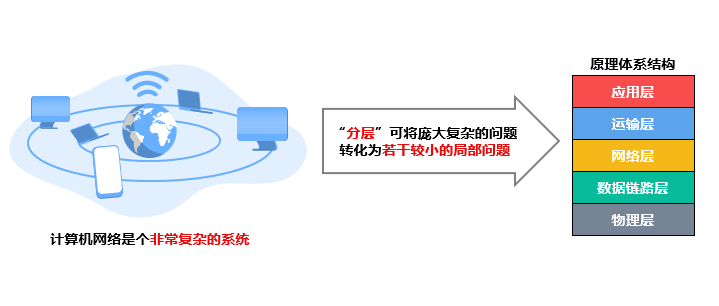 计算机网络是个非常复杂的系统
“分层”可将庞大复杂的问题
转化为若干较小的局部问题
原理体系结构
应用层
运输层
网络层
数据链路层
物理层